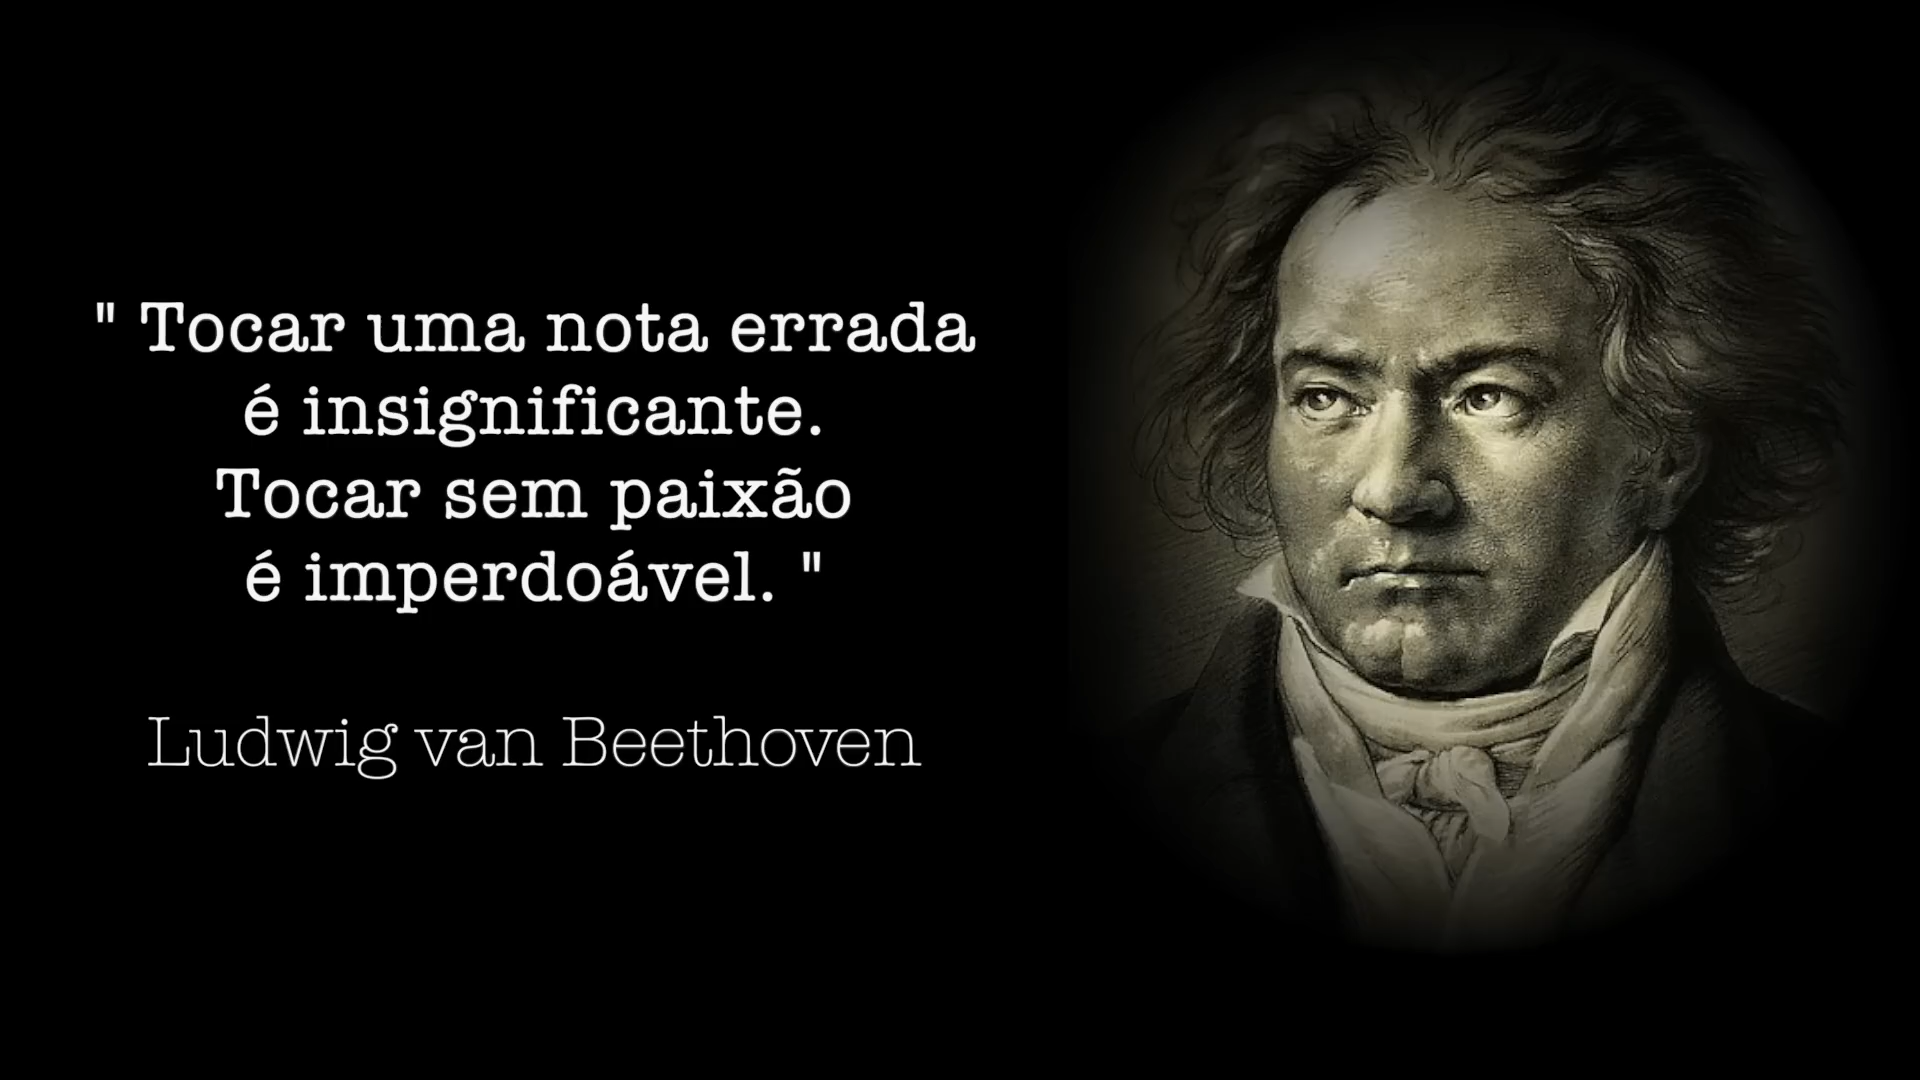 " Tocar uma nota errada
é insignificante.
Tocar sem paixão
é imperdoável. "
Ludwig van Beethoven